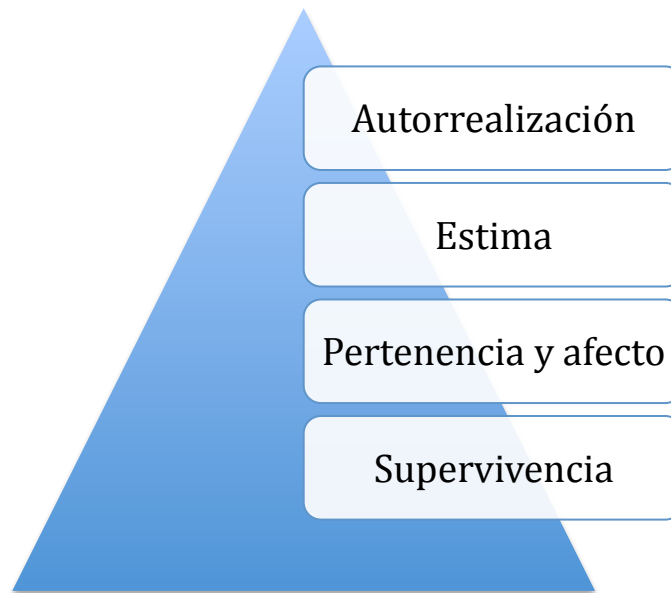 Autorrealización
Estima
Pertenencia y afecto
Supervivencia